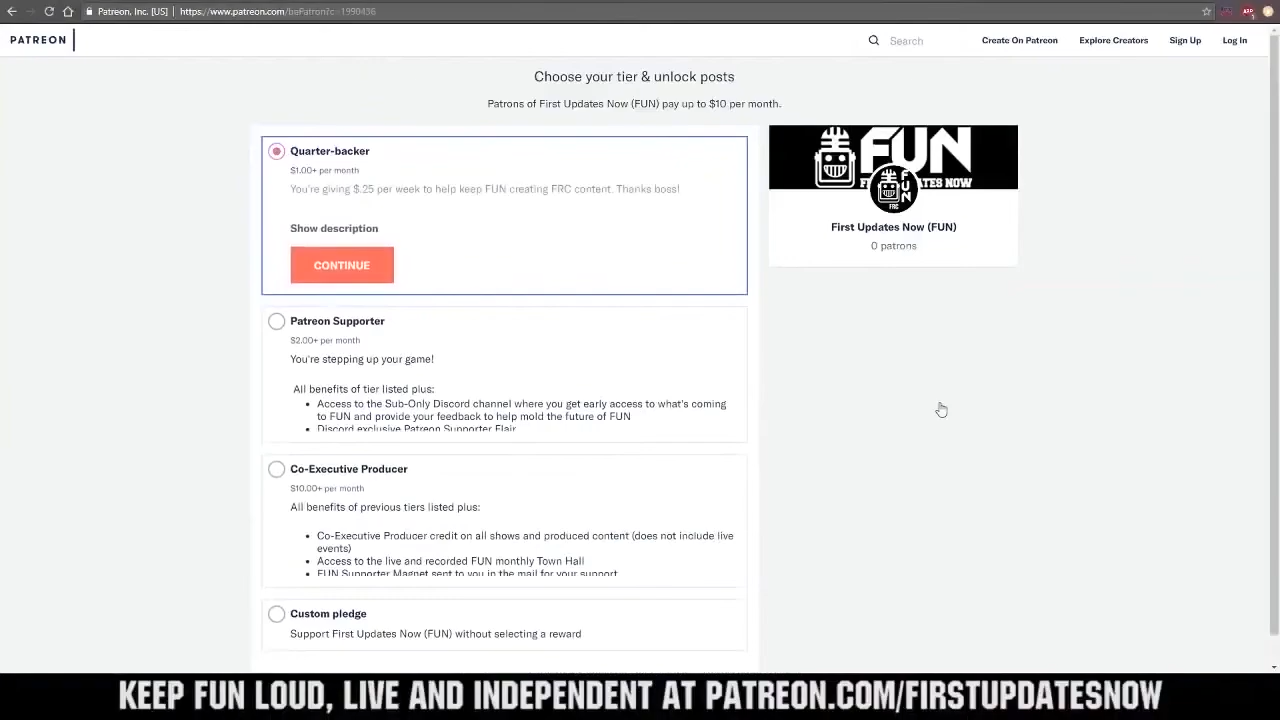 Patreon, Inc. [US] | https://www.patreon.com/bePatron?c=1990436
PATREON
Search
Create On Patreon
Explore Creators
Sign Up
Log In
Choose your tier & unlock posts
Patrons of First Updates Now (FUN) pay up to $10 per month.
Quarter-backer
$1.00+ per month
You're giving $.25 per week to help keep FUN creating FRC content. Thanks boss!
Show description
CONTINUE
FUN
FUN
FRC
First Updates Now (FUN)
0 patrons
Patreon Supporter
$2.00+ per month
You're stepping up your game!
All benefits of tier listed plus:
• Access to the Sub-Only Discord channel where you get early access to what's coming
to FUN and provide your feedback to help mold the future of FUN
• Discord exclusive Patreon Supporter Flair
Co-Executive Producer
$10.00+ per month
All benefits of previous tiers listed plus:
• Co-Executive Producer credit on all shows and produced content (does not include live
events)
• Access to the live and recorded FUN monthly Town Hall
• FUN Supporter Magnet sent to you in the mail for your support
Custom pledge
Support First Updates Now (FUN) without selecting a reward
KEEP FUN LOUD, LIVE AND INDEPENDENT AT PATREON.COM/FIRSTUPDATESNOW